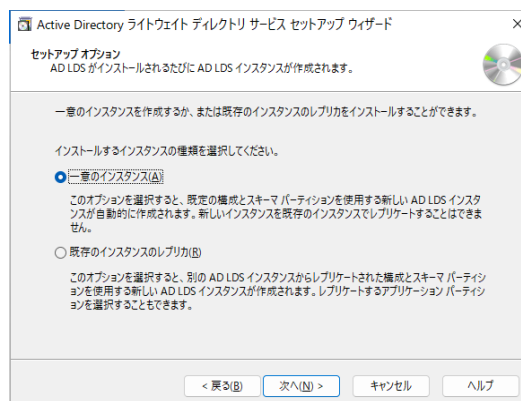 Active Directory ライトウェイト ディレクトリ サービス セットアップ ウィザード
セットアップ オプション
AD LDS がインストールされるたびに AD LDS インスタンスが作成されます。
一意のインスタンスを作成するか、または既存のインスタンスのレプリカをインストールすることができます。
インストールするインスタンスの種類を選択してください。
一意のインスタンス(A)
このオプションを選択すると、既定の構成とスキーマ パーティションを使用する新しい AD LDS インスタ
ンスが自動的に作成されます。新しいインスタンスを既存のインスタンスでレプリケートすることはできま
せん。
既存のインスタンスのレプリカ(R)
このオプションを選択すると、別の AD LDS インスタンスからレプリケートされた構成とスキーマ パーティシ
ョンを使用する新しい AD LDS インスタンスが作成されます。レプリケートするアプリケーション パーティシ
ョンを選択することもできます。
< 戻る(B) 次へ(N) > キャンセル ヘルプ